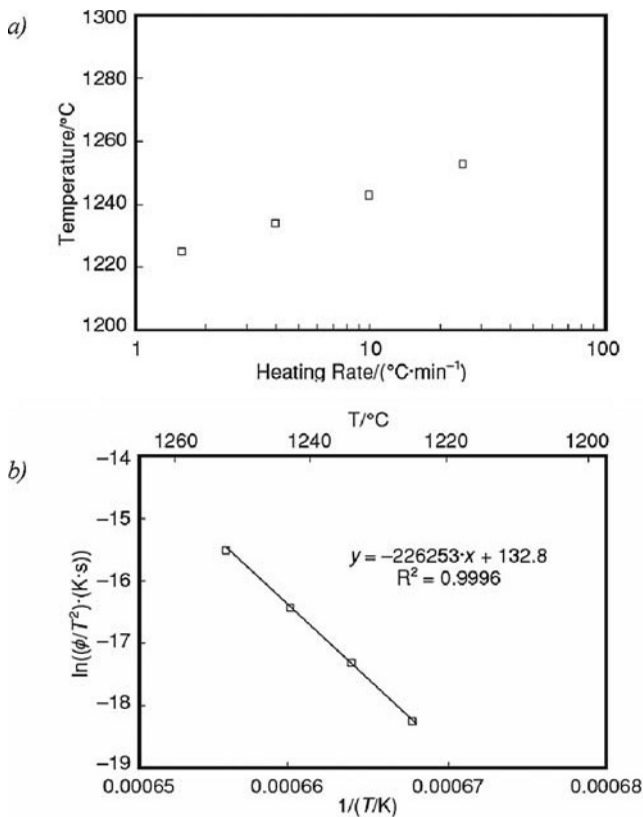 a)
1300
1280
1260
1240
1220
1200
Temperature/°C
1
10
100
Heating Rate/(°C·min⁻¹)
b)
T/°C
1260 1240 1220 1200
−14
−15
−16
−17
−18
−19
ln((ϕ/T²)·(K·s))
y = −226253·x + 132.8
R² = 0.9996
0.00065 0.00066 0.00067 0.00068
1/(T/K)